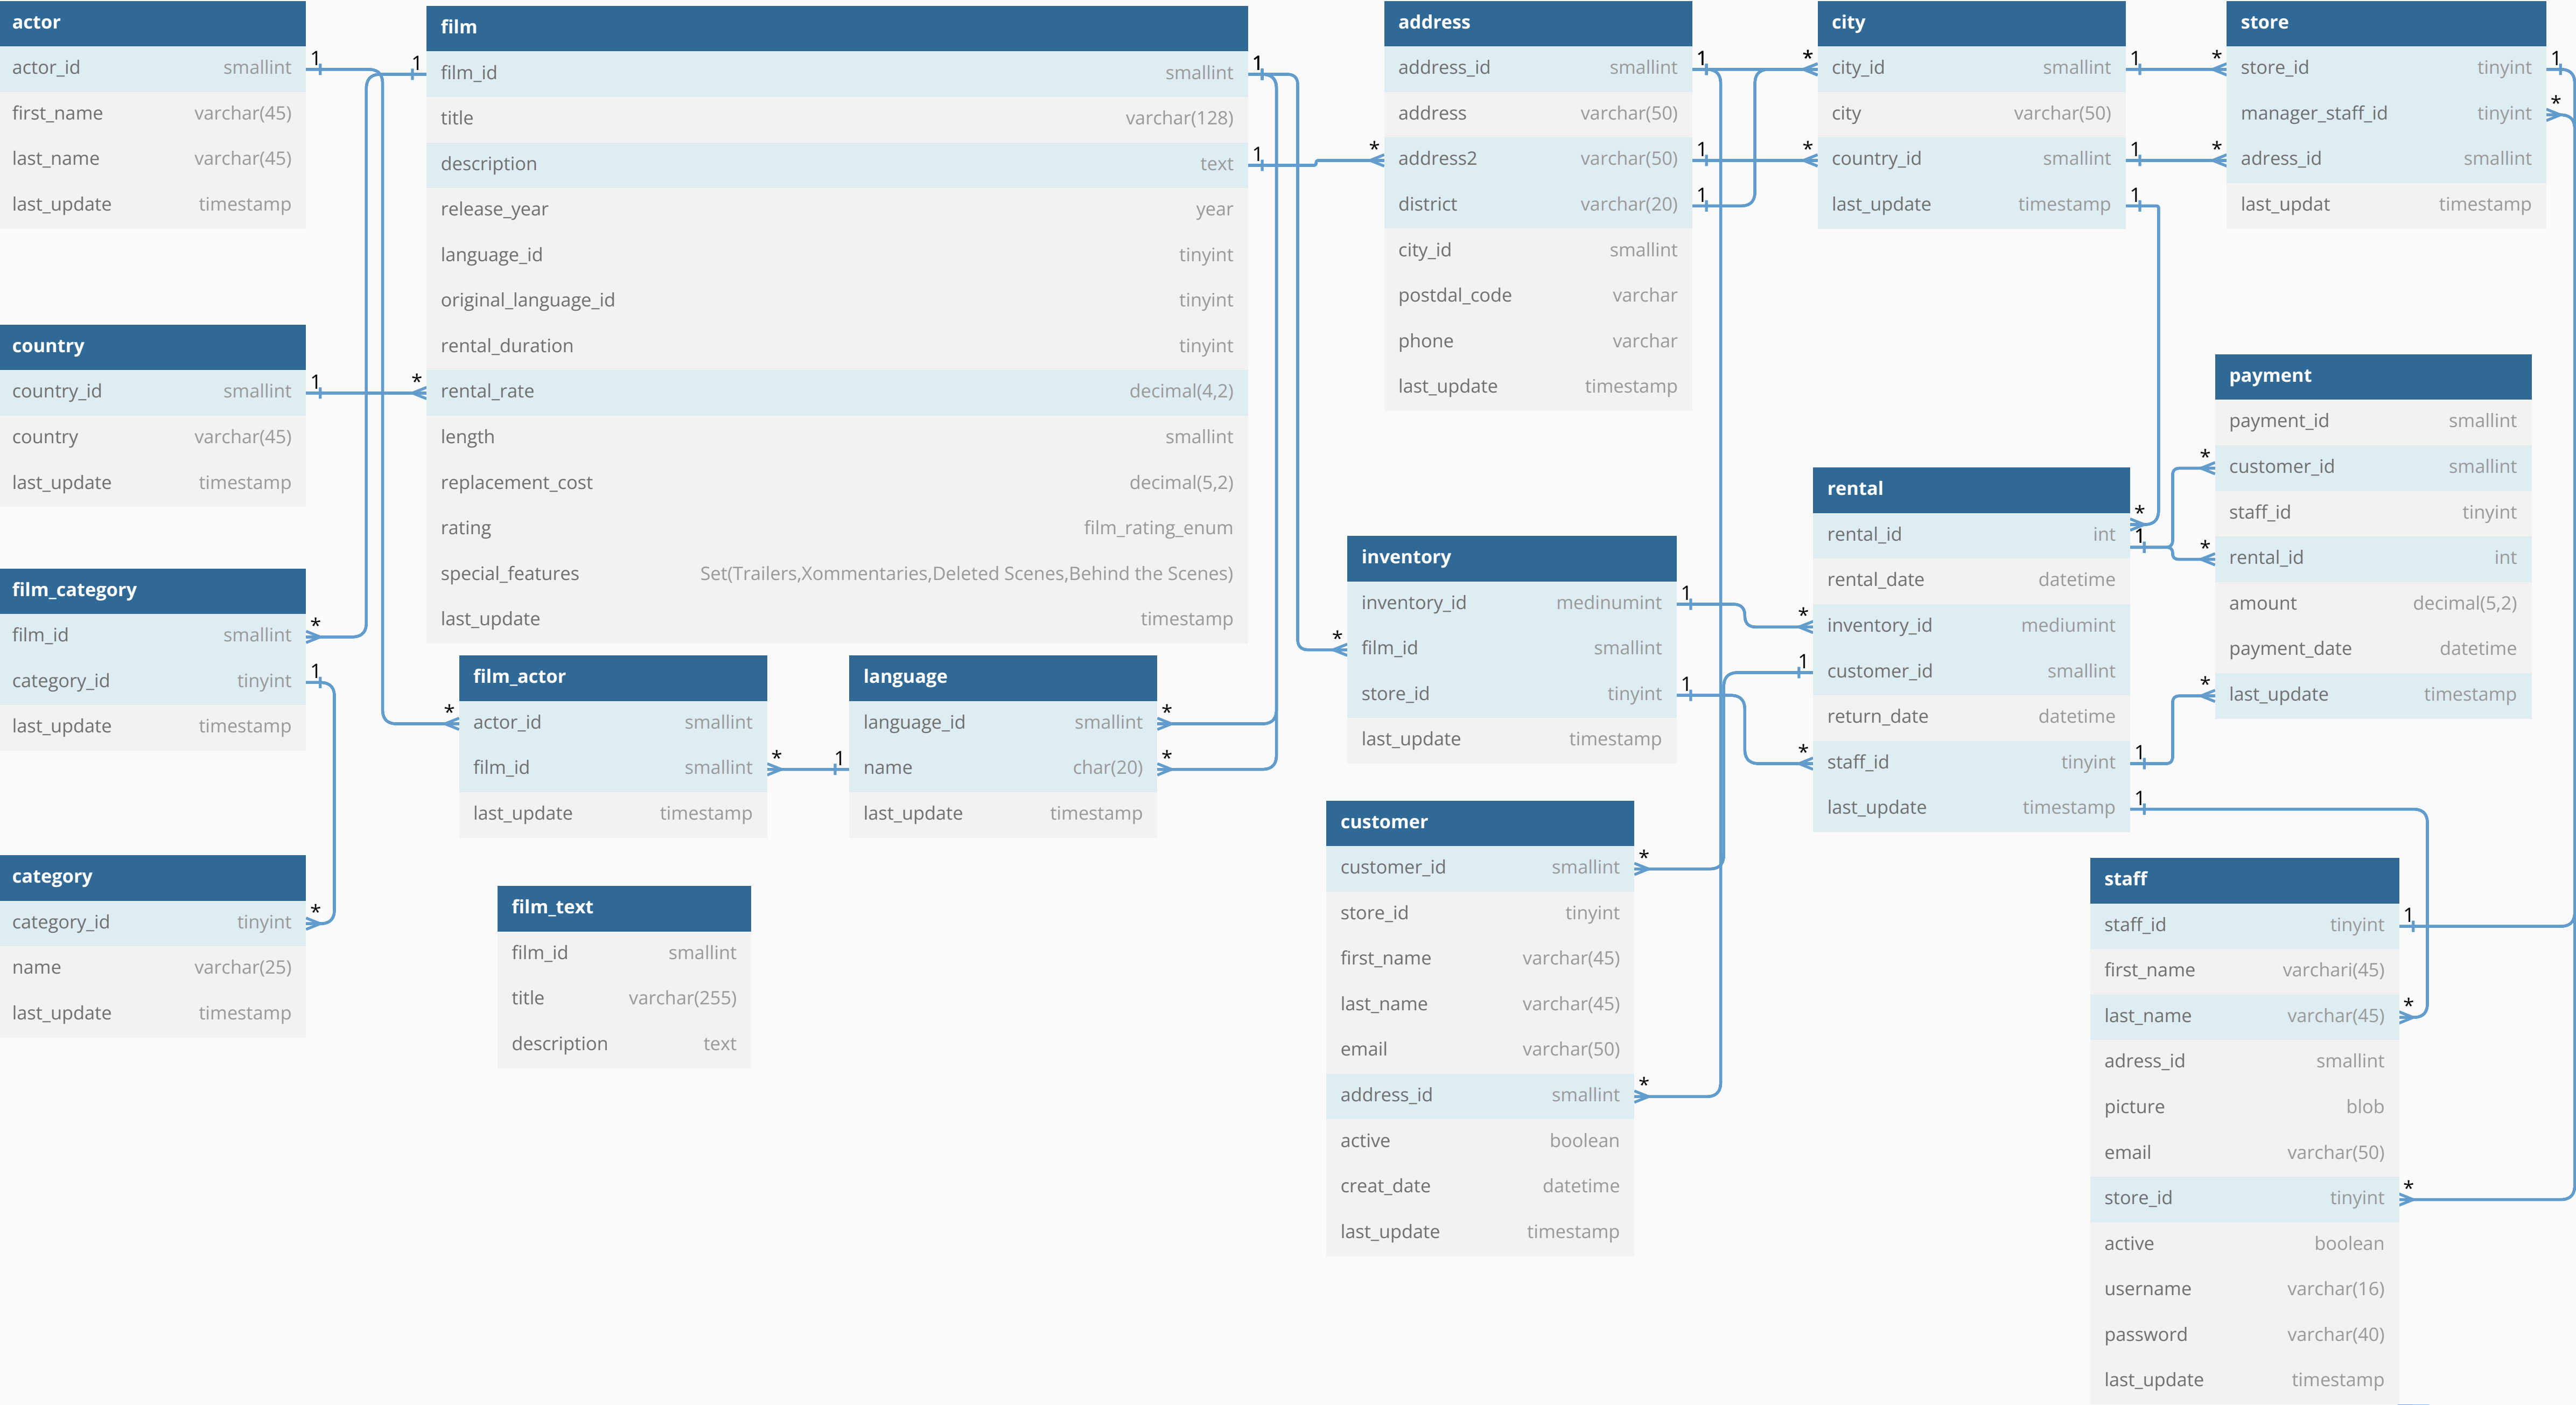 actor
actor_id smallint
first_name varchar(45)
last_name varchar(45)
last_update timestamp
country
country_id smallint
country varchar(45)
last_update timestamp
film_category
film_id smallint
category_id tinyint
last_update timestamp
category
category_id tinyint
name varchar(25)
last_update timestamp
film
film_id smallint
title varchar(128)
description text
release_year year
language_id tinyint
original_language_id tinyint
rental_duration tinyint
rental_rate decimal(4,2)
length smallint
replacement_cost decimal(5,2)
rating film_rating_enum
special_features Set(Trailers,Xommentaries,Deleted Scenes,Behind the Scenes)
last_update timestamp
film_actor
actor_id smallint
film_id smallint
last_update timestamp
language
language_id smallint
name char(20)
last_update timestamp
film_text
film_id smallint
title varchar(255)
description text
address
address_id smallint
address varchar(50)
address2 varchar(50)
district varchar(20)
city_id smallint
postdal_code varchar
phone varchar
last_update timestamp
inventory
inventory_id medinumint
film_id smallint
store_id tinyint
last_update timestamp
customer
customer_id smallint
store_id tinyint
first_name varchar(45)
last_name varchar(45)
email varchar(50)
address_id smallint
active boolean
creat_date datetime
last_update timestamp
city
city_id smallint
city varchar(50)
country_id smallint
last_update timestamp
rental
rental_id int
rental_date datetime
inventory_id mediumint
customer_id smallint
return_date datetime
staff_id tinyint
last_update timestamp
store
store_id tinyint
manager_staff_id tinyint
adress_id smallint
last_updat timestamp
payment
payment_id smallint
customer_id smallint
staff_id tinyint
rental_id int
amount decimal(5,2)
payment_date datetime
last_update timestamp
staff
staff_id tinyint
first_name varchari(45)
last_name varchar(45)
adress_id smallint
picture blob
email varchar(50)
store_id tinyint
active boolean
username varchar(16)
password varchar(40)
last_update timestamp